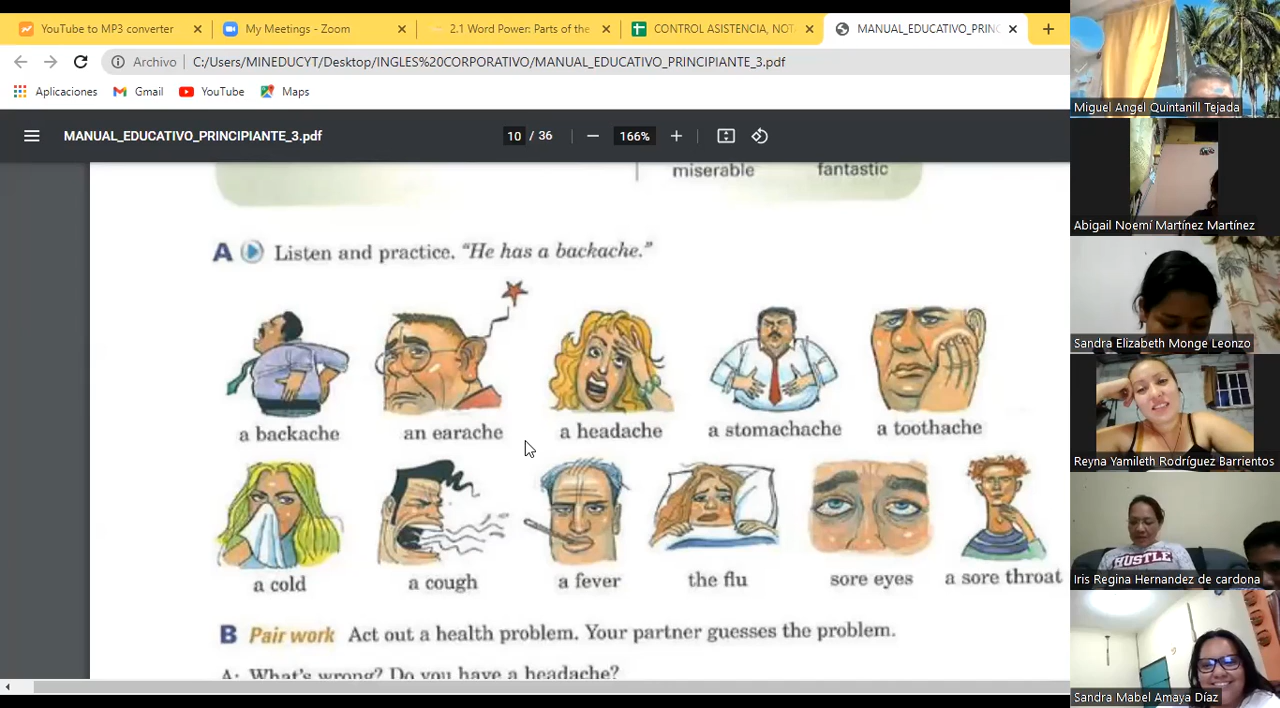 YouTube to MP3 converter
My Meetings - Zoom
2.1 Word Power: Parts of the
CONTROL ASISTENCIA, NOT
MANUAL_EDUCATIVO_PRINC
Archivo
C:/Users/MINEDUCYT/Desktop/INGLES%20CORPORATIVO/MANUAL_EDUCATIVO_PRINCIPIANTE_3.pdf
Aplicaciones
Gmail
YouTube
Maps
MANUAL_EDUCATIVO_PRINCIPIANTE_3.pdf
10 / 36
166%
miserable fantastic
A Listen and practice. "He has a backache."
a backache an earache a headache a stomachache a toothache
a cold a cough a fever the flu sore eyes a sore throat
B Pair work Act out a health problem. Your partner guesses the problem.
A: What's wrong? Do you have a headache?
Miguel Angel Quintanill Tejada
Abigail Noemí Martínez Martínez
Sandra Elizabeth Monge Leonzo
Reyna Yamileth Rodríguez Barrientos
HUSTLE
Iris Regina Hernandez de cardona
Sandra Mabel Amaya Díaz